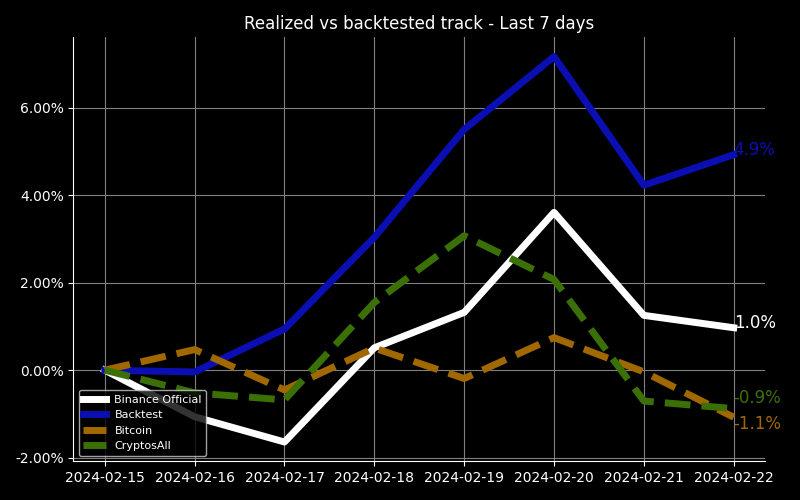 Realized vs backtested track - Last 7 days
6.00%
4.00%
2.00%
0.00%
-2.00%
4.9%
1.0%
-0.9%
-1.1%
Binance Official
Backtest
Bitcoin
CryptosAll
2024-02-15 2024-02-16 2024-02-17 2024-02-18 2024-02-19 2024-02-20 2024-02-21 2024-02-22